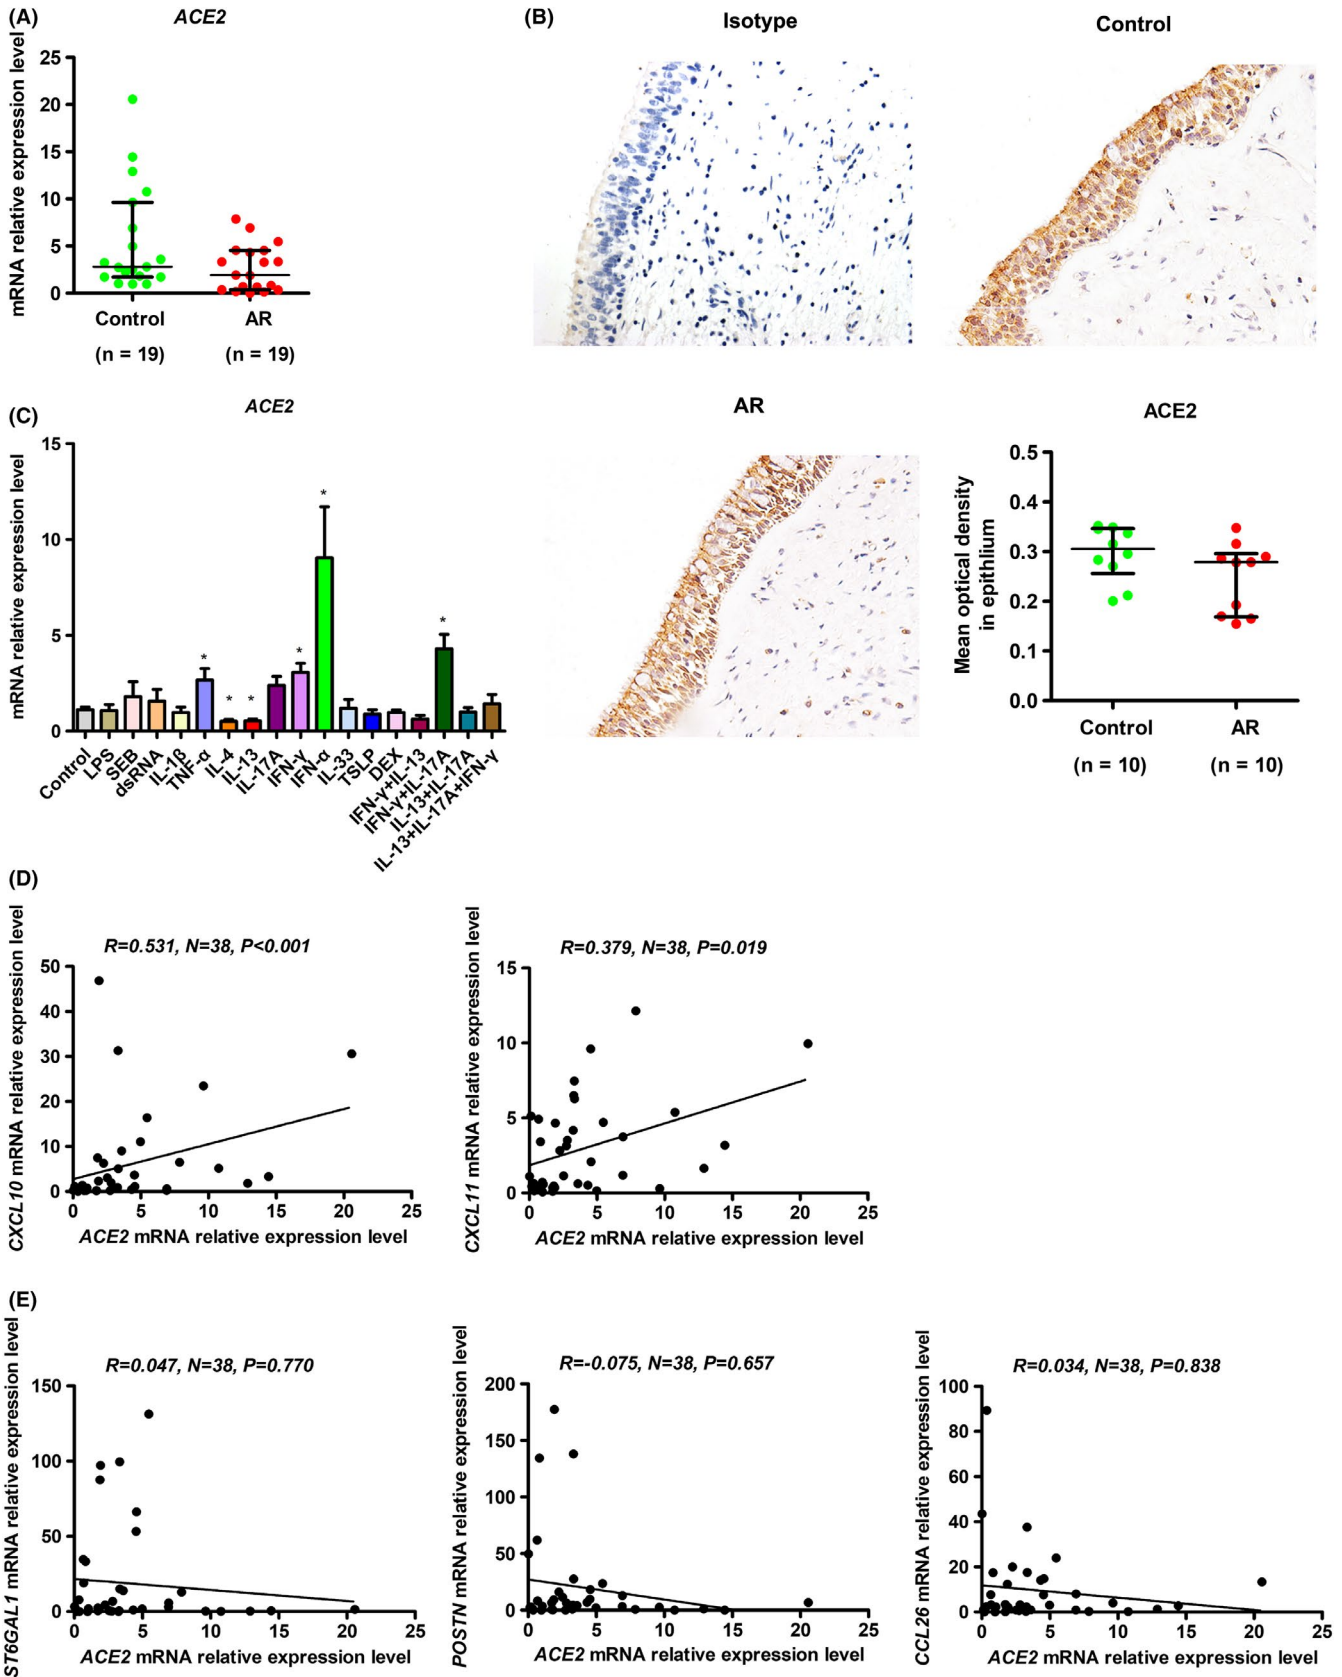 (A)
ACE2
mRNA relative expression level
25
20
15
10
5
0
Control
AR
(n = 19)
(n = 19)
(B)
Isotype
Control
AR
ACE2
Mean optical density
in epithlium
0.5
0.4
0.3
0.2
0.1
0.0
Control
AR
(n = 10)
(n = 10)
(C)
ACE2
mRNA relative expression level
15
10
5
0
*
*
*
*
*
*
Control
LPS
SEB
dsRNA
IL-1β
TNF-α
IL-4
IL-13
IL-17A
IFN-γ
IFN-α
IL-33
TSLP
DEX
IFN-γ+IL-13
IFN-γ+IL-17A
IL-13+IL-17A
IL-13+IL-17A+IFN-γ
(D)
R=0.531, N=38, P<0.001
CXCL10 mRNA relative expression level
50
40
30
20
10
0
0 5 10 15 20 25
ACE2 mRNA relative expression level
R=0.379, N=38, P=0.019
CXCL11 mRNA relative expression level
15
10
5
0
0 5 10 15 20 25
ACE2 mRNA relative expression level
(E)
R=0.047, N=38, P=0.770
ST6GAL1 mRNA relative expression level
150
100
50
0
0 5 10 15 20 25
ACE2 mRNA relative expression level
R=-0.075, N=38, P=0.657
POSTN mRNA relative expression level
200
150
100
50
0
0 5 10 15 20 25
ACE2 mRNA relative expression level
R=0.034, N=38, P=0.838
CCL26 mRNA relative expression level
100
80
60
40
20
0
0 5 10 15 20 25
ACE2 mRNA relative expression level